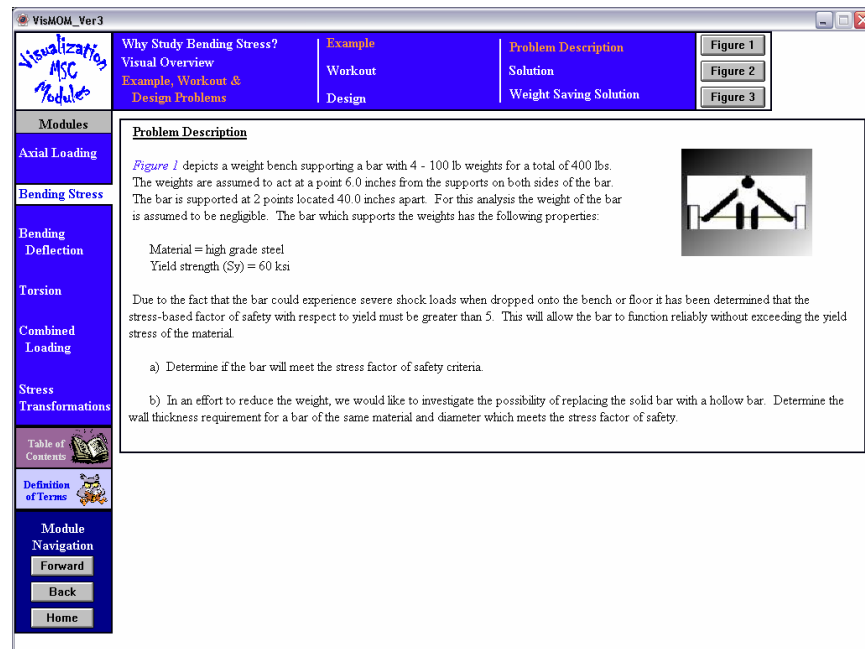 VisMOM_Ver3
Visualization
MSC
Modules
Why Study Bending Stress?
Visual Overview
Example, Workout &
Design Problems
Example
Workout
Design
Problem Description
Solution
Weight Saving Solution
Figure 1
Figure 2
Figure 3
Modules
Axial Loading
Bending Stress
Bending
Deflection
Torsion
Combined
Loading
Stress
Transformations
Table of
Contents
Definition
of Terms
Module
Navigation
Forward
Back
Home
Problem Description
Figure 1 depicts a weight bench supporting a bar with 4 - 100 lb weights for a total of 400 lbs.
The weights are assumed to act at a point 6.0 inches from the supports on both sides of the bar.
The bar is supported at 2 points located 40.0 inches apart. For this analysis the weight of the bar
is assumed to be negligible. The bar which supports the weights has the following properties:
Material = high grade steel
Yield strength (Sy) = 60 ksi
Due to the fact that the bar could experience severe shock loads when dropped onto the bench or floor it has been determined that the
stress-based factor of safety with respect to yield must be greater than 5. This will allow the bar to function reliably without exceeding the yield
stress of the material.
a) Determine if the bar will meet the stress factor of safety criteria.
b) In an effort to reduce the weight, we would like to investigate the possibility of replacing the solid bar with a hollow bar. Determine the
wall thickness requirement for a bar of the same material and diameter which meets the stress factor of safety.